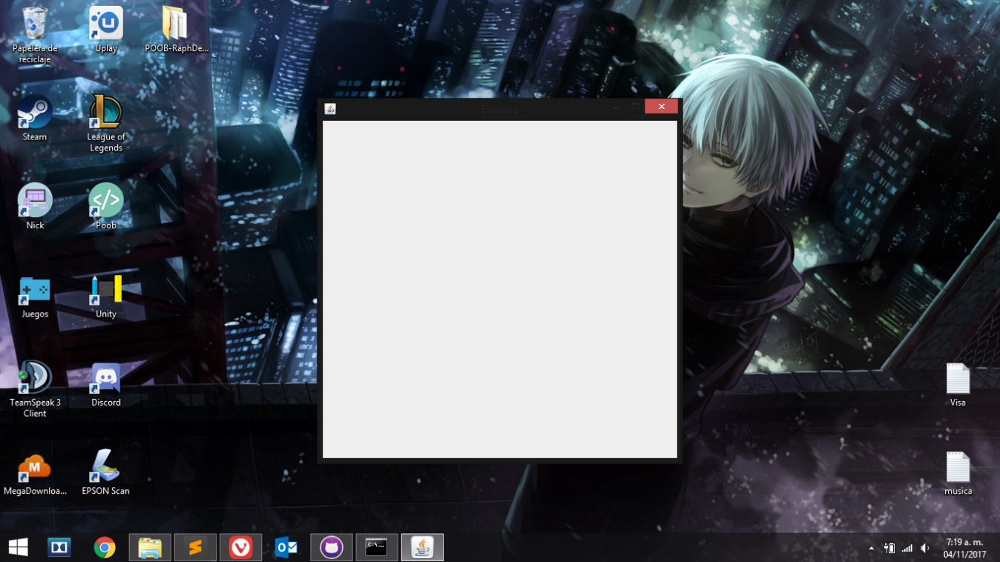 Papelera de
reciclaje
Uplay
POOB-RaphDe...
Steam
League of
Legends
Nick
Poob
Juegos
Unity
TeamSpeak 3
Client
Discord
MegaDownloa...
EPSON Scan
EnLinea
Visa
musica
7:19 a. m.
04/11/2017